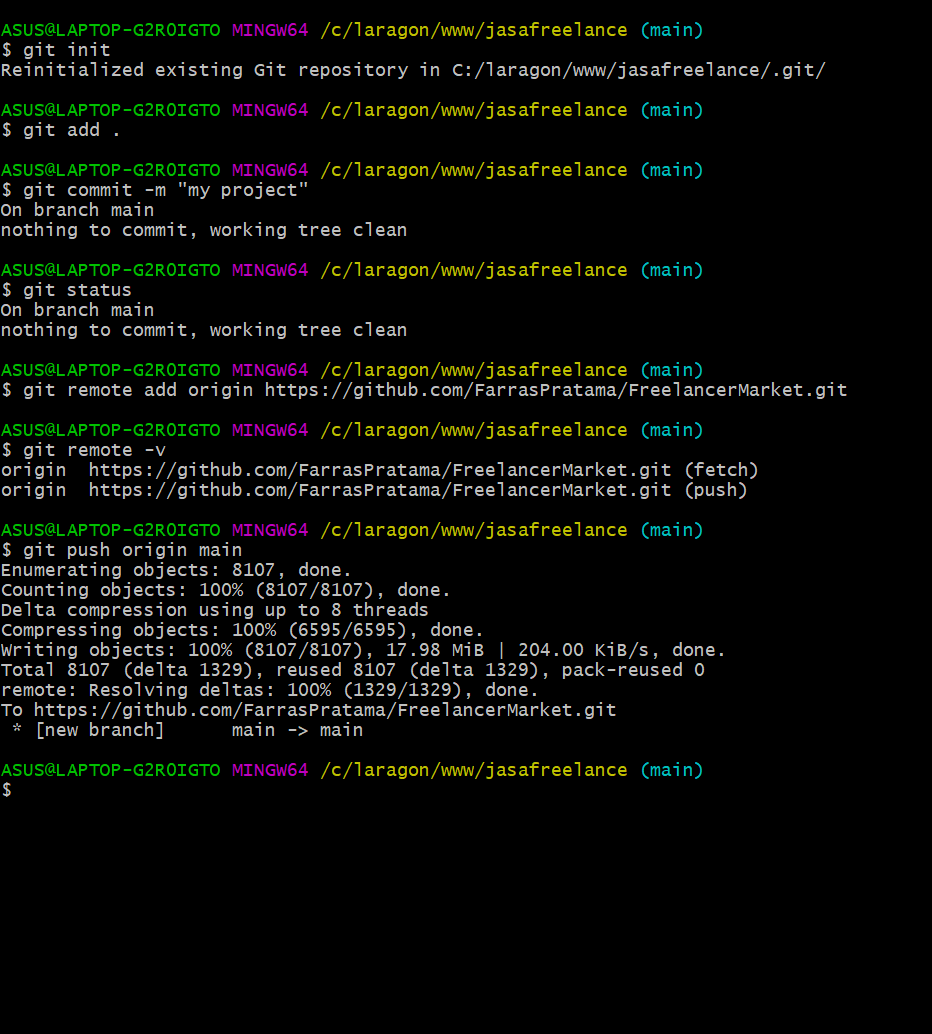 ASUS@LAPTOP-G2R0IGTO MINGW64 /c/laragon/www/jasafreelance (main)
$ git init
Reinitialized existing Git repository in C:/laragon/www/jasafreelance/.git/
ASUS@LAPTOP-G2R0IGTO MINGW64 /c/laragon/www/jasafreelance (main)
$ git add .
ASUS@LAPTOP-G2R0IGTO MINGW64 /c/laragon/www/jasafreelance (main)
$ git commit -m "my project"
On branch main
nothing to commit, working tree clean
ASUS@LAPTOP-G2R0IGTO MINGW64 /c/laragon/www/jasafreelance (main)
$ git status
On branch main
nothing to commit, working tree clean
ASUS@LAPTOP-G2R0IGTO MINGW64 /c/laragon/www/jasafreelance (main)
$ git remote add origin https://github.com/FarrasPratama/FreelancerMarket.git
ASUS@LAPTOP-G2R0IGTO MINGW64 /c/laragon/www/jasafreelance (main)
$ git remote -v
origin  https://github.com/FarrasPratama/FreelancerMarket.git (fetch)
origin  https://github.com/FarrasPratama/FreelancerMarket.git (push)
ASUS@LAPTOP-G2R0IGTO MINGW64 /c/laragon/www/jasafreelance (main)
$ git push origin main
Enumerating objects: 8107, done.
Counting objects: 100% (8107/8107), done.
Delta compression using up to 8 threads
Compressing objects: 100% (6595/6595), done.
Writing objects: 100% (8107/8107), 17.98 MiB | 204.00 KiB/s, done.
Total 8107 (delta 1329), reused 8107 (delta 1329), pack-reused 0
remote: Resolving deltas: 100% (1329/1329), done.
To https://github.com/FarrasPratama/FreelancerMarket.git
 * [new branch]      main -> main
ASUS@LAPTOP-G2R0IGTO MINGW64 /c/laragon/www/jasafreelance (main)
$